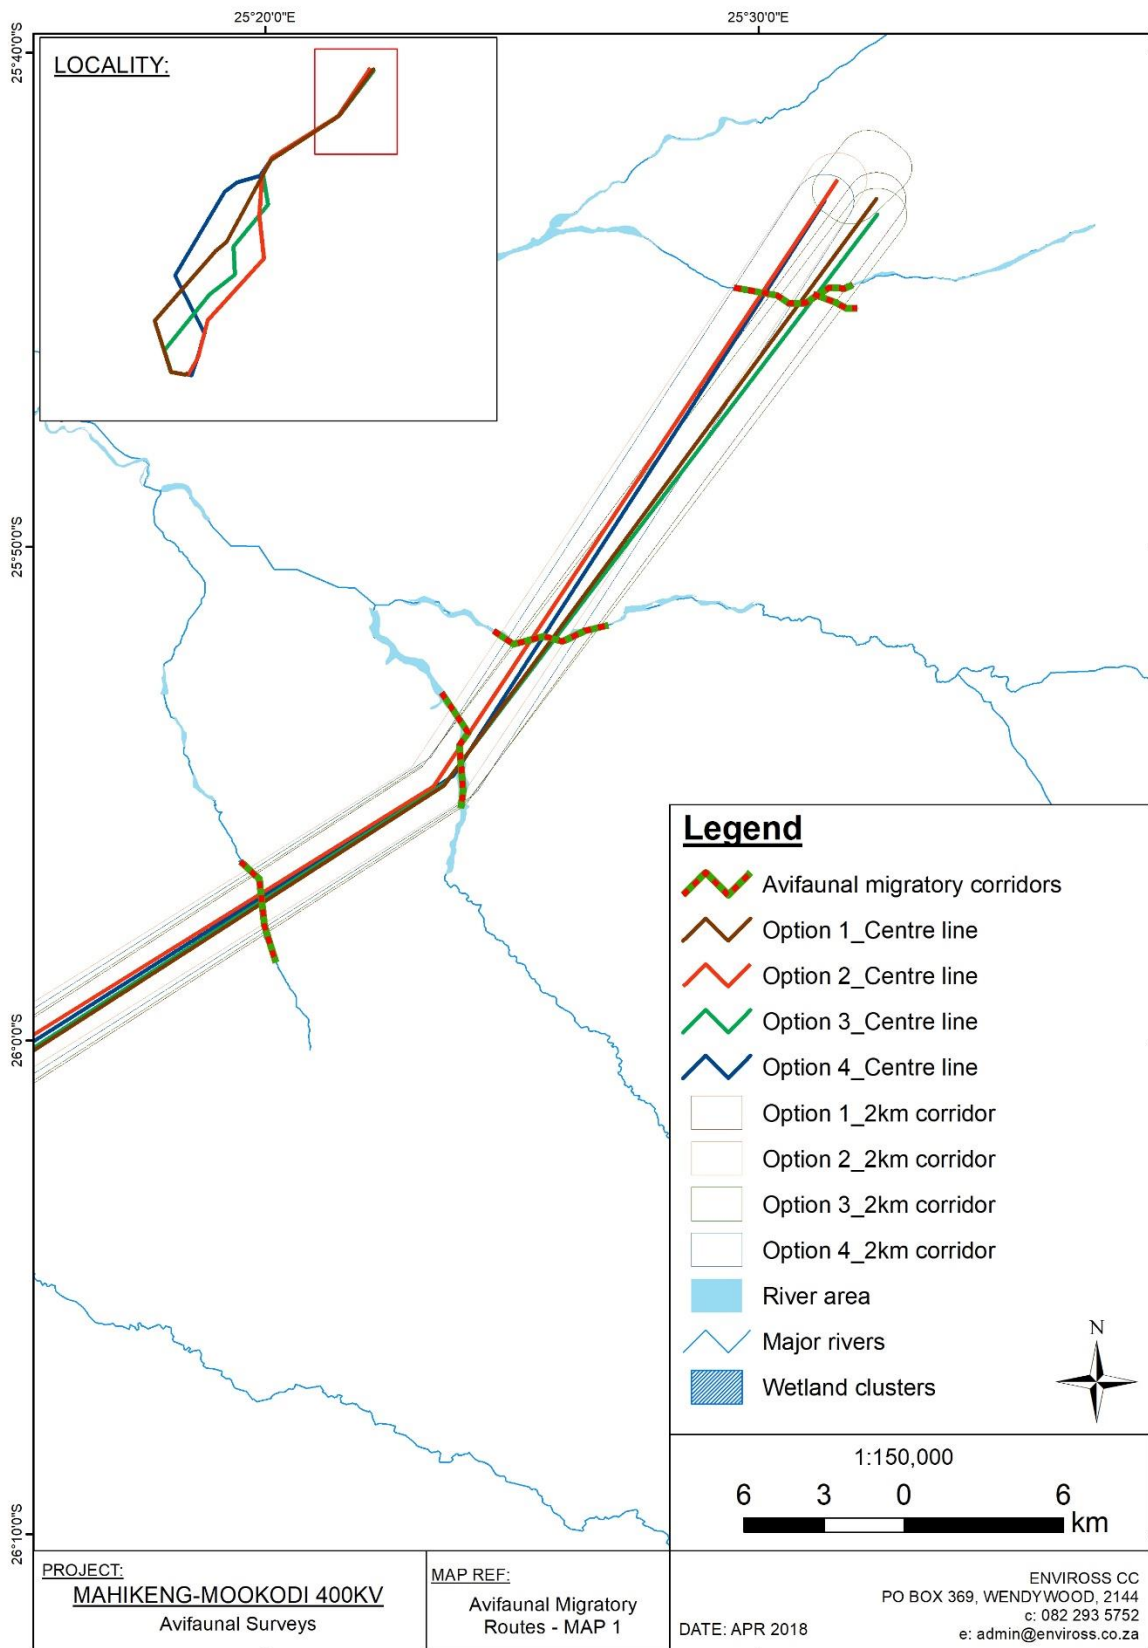 25°20'0"E
25°30'0"E
25°40'0"S
LOCALITY:
25°50'0"S
26°0'0"S
26°10'0"S
Legend
Avifaunal migratory corridors
Option 1_Centre line
Option 2_Centre line
Option 3_Centre line
Option 4_Centre line
Option 1_2km corridor
Option 2_2km corridor
Option 3_2km corridor
Option 4_2km corridor
River area
Major rivers
Wetland clusters
N
1:150,000
6 3 0 6
km
PROJECT:
MAHIKENG-MOOKODI 400KV
Avifaunal Surveys
MAP REF:
Avifaunal Migratory
Routes - MAP 1
DATE: APR 2018
ENVIROSS CC
PO BOX 369, WENDYWOOD, 2144
c: 082 293 5752
e: admin@enviross.co.za